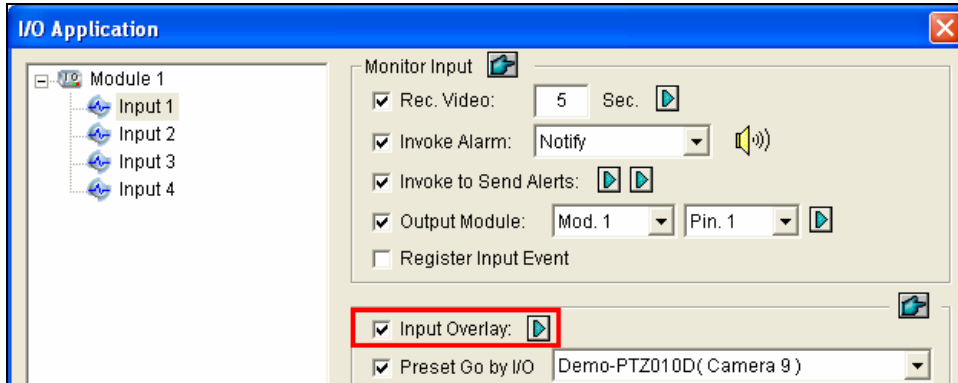 I/O Application
Module 1
Input 1
Input 2
Input 3
Input 4
Monitor Input
Rec. Video: 5 Sec.
Invoke Alarm: Notify
Invoke to Send Alerts:
Output Module: Mod. 1 Pin. 1
Register Input Event
Input Overlay:
Preset Go by I/O Demo-PTZ010D( Camera 9 )